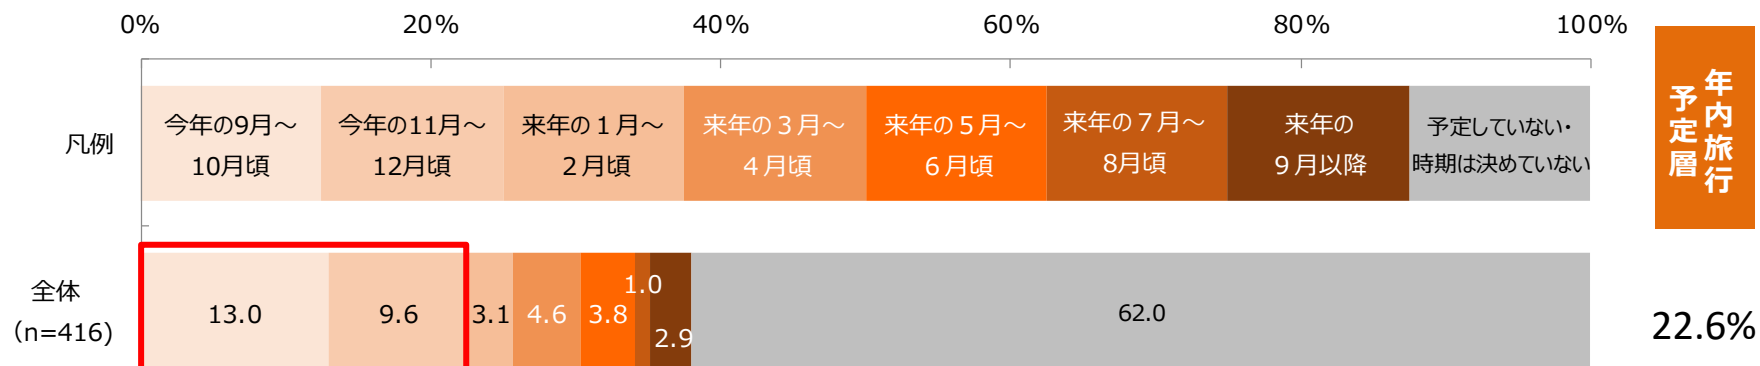 0% 20% 40% 60% 80% 100%
凡例
今年の9月～
10月頃
今年の11月～
12月頃
来年の１月～
２月頃
来年の３月～
４月頃
来年の５月～
６月頃
来年の７月～
8月頃
来年の
９月以降
予定していない・
時期は決めていない
年内旅行
予定層
全体
（n=416）
13.0 9.6 3.1 4.6 3.8 1.0 2.9 62.0
22.6%